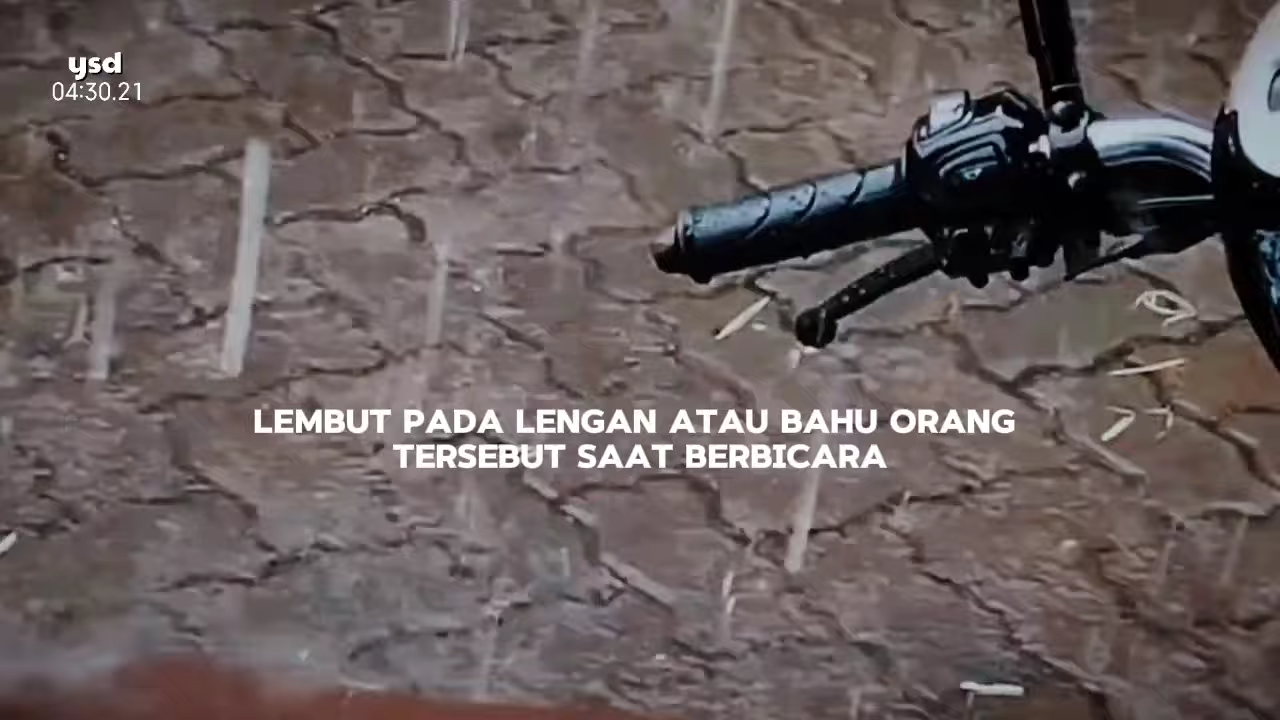 ysd
04:30.21
LEMBUT PADA LENGAN ATAU BAHU ORANG
TERSEBUT SAAT BERBICARA